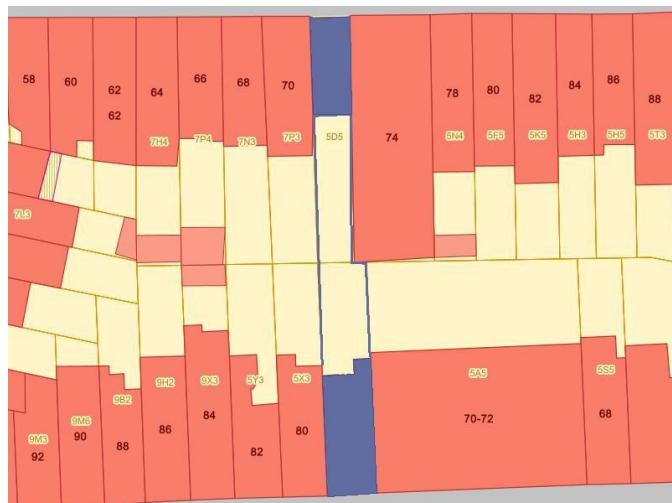 58
60
62
62
64
66
68
70
74
78
80
82
84
86
88
7H4
7P4
7N3
7P3
5D5
5N4
5F5
5K5
5H3
5H5
5T3
7L3
9M3
92
9M6
90
9B2
88
9H2
86
9X3
84
5Y3
82
5X3
80
5A5
70-72
5S5
68